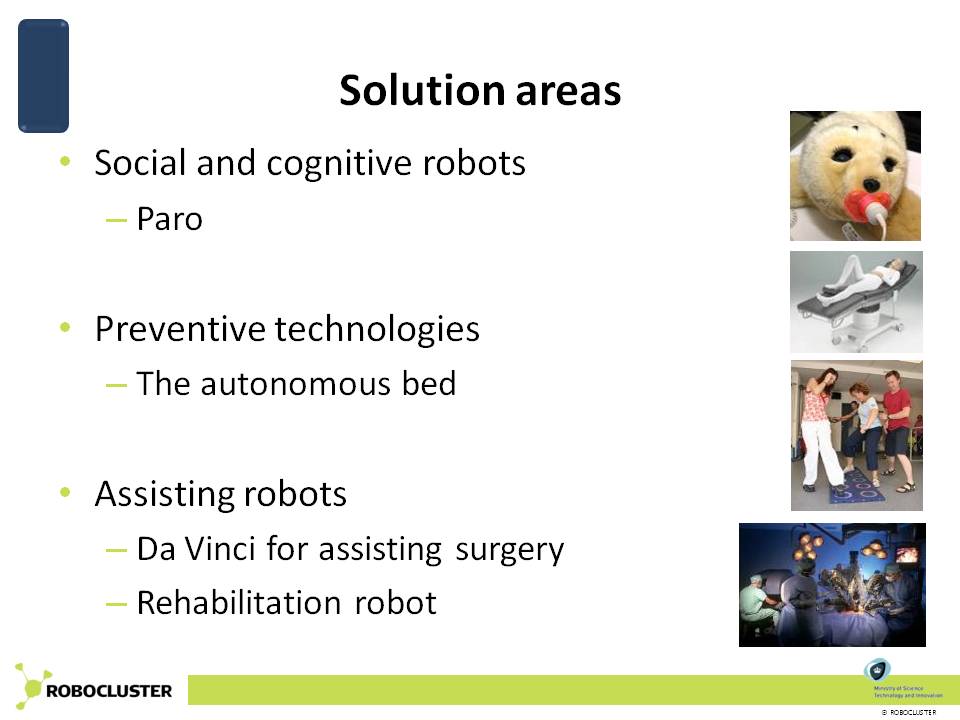 Solution areas
• Social and cognitive robots
– Paro
• Preventive technologies
– The autonomous bed
• Assisting robots
– Da Vinci for assisting surgery
– Rehabilitation robot
ROBOCLUSTER
Ministry of Science
Technology and Innovation
© ROBOCLUSTER